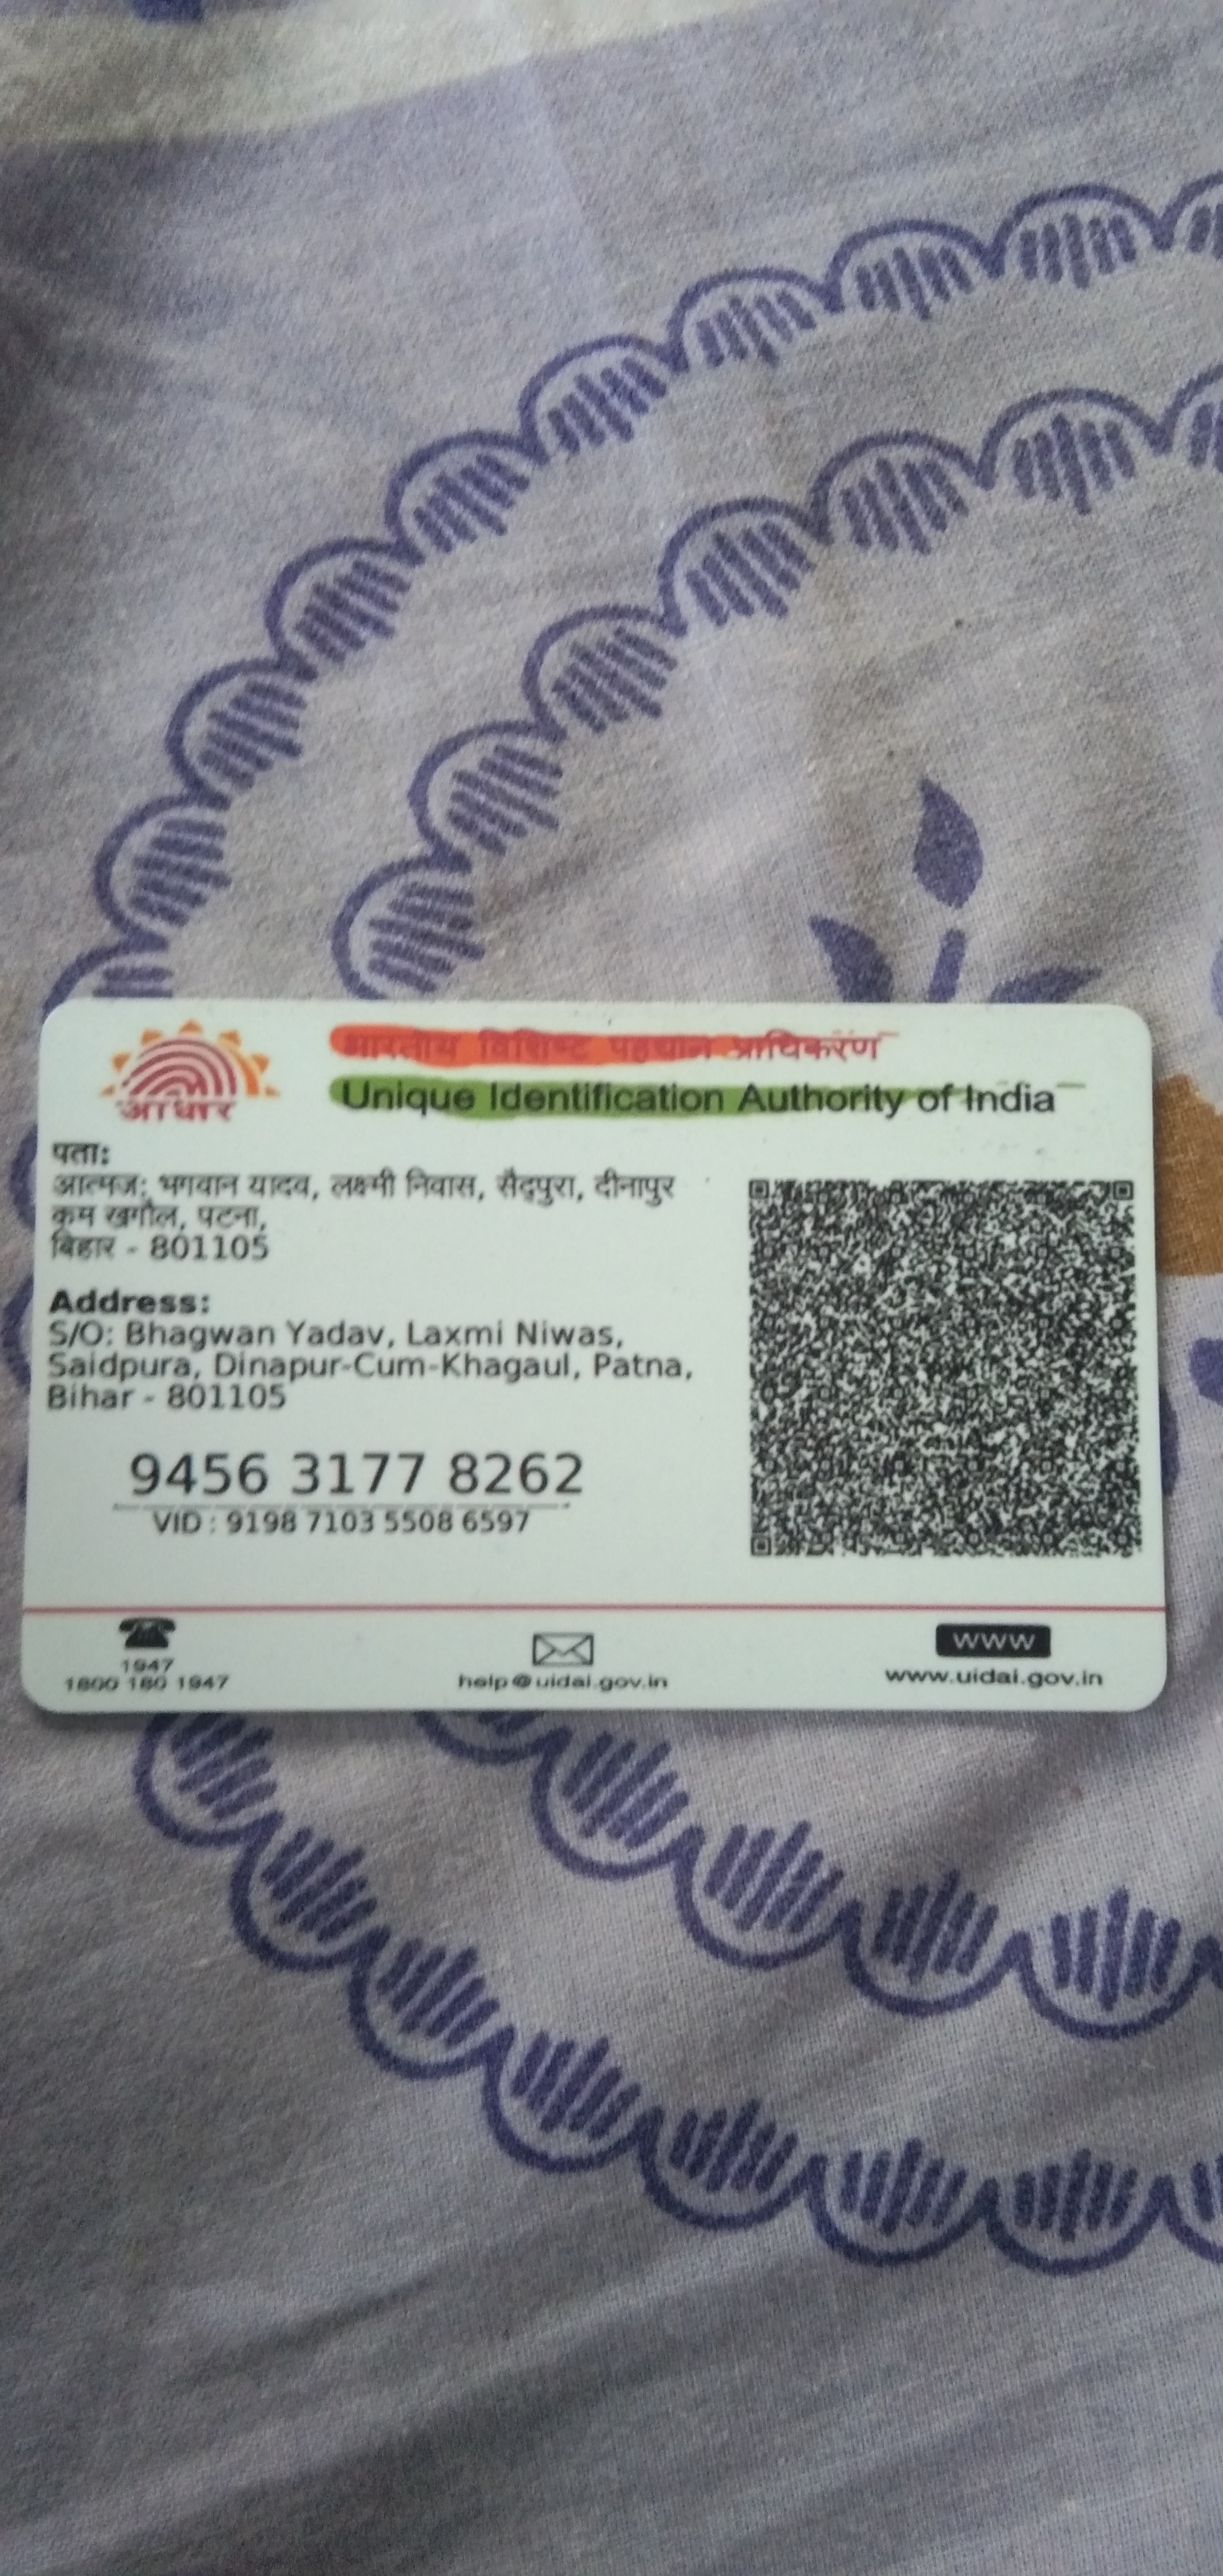 आधार
भारतीय विशिष्ट पहचान प्राधिकरण
Unique Identification Authority of India
पता:
आत्मज: भगवान यादव, लक्ष्मी निवास, सैदपुरा, दीनापुर
कम खगौल, पटना,
बिहार - 801105
Address:
S/O: Bhagwan Yadav, Laxmi Niwas,
Saidpura, Dinapur-Cum-Khagaul, Patna,
Bihar - 801105
9456 3177 8262
VID : 9198 7103 5508 6597
1947
1800 180 1947
help@uidai.gov.in
www
www.uidai.gov.in